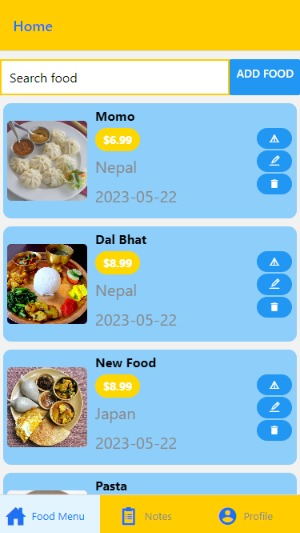 Home
Search food
ADD FOOD
Momo
$6.99
Nepal
2023-05-22
Dal Bhat
$8.99
Nepal
2023-05-22
New Food
$8.99
Japan
2023-05-22
Pasta
Food Menu
Notes
Profile